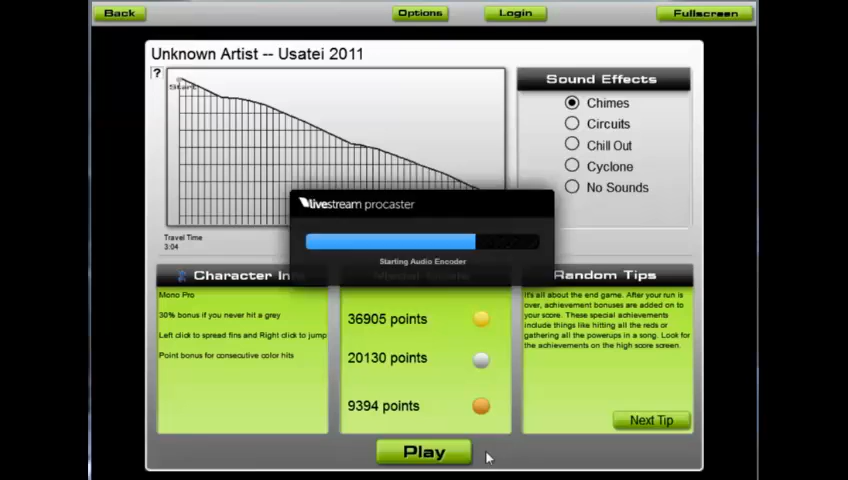 Back
Options
Login
Fullscreen
Unknown Artist -- Usatei 2011
?
Start
Sound Effects
Chimes
Circuits
Chill Out
Cyclone
No Sounds
livestream procaster
Starting Audio Encoder
Travel Time
3:04
Character In
Mono Pro
30% bonus if you never hit a grey
Left click to spread fins and Right click to jump
Point bonus for consecutive color hits
36905 points
20130 points
9394 points
Random Tips
It's all about the end game. After your run is
over, achievement bonuses are added on to
your score. These special achievements
include things like hitting all the reds or
gathering all the powerups in a song. Look for
the achievements on the high score screen.
Next Tip
Play